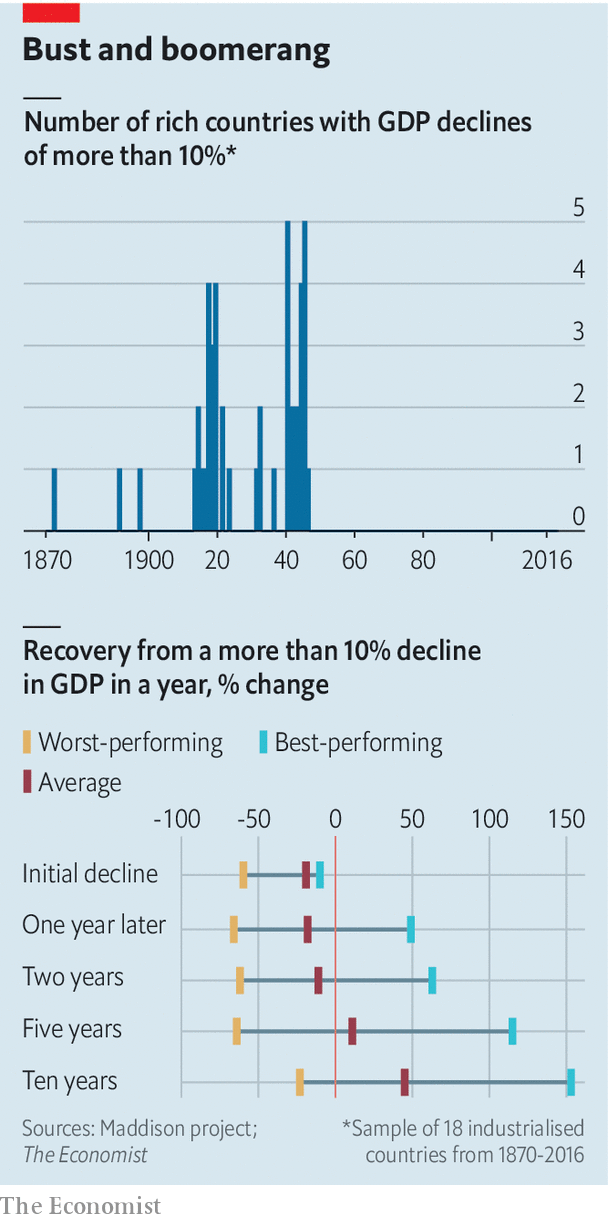 Bust and boomerang
Number of rich countries with GDP declines
of more than 10%*
5
4
3
2
1
0
1870 1900 20 40 60 80 2016
Recovery from a more than 10% decline
in GDP in a year, % change
Worst-performing Best-performing
Average
-100 -50 0 50 100 150
Initial decline
One year later
Two years
Five years
Ten years
Sources: Maddison project; *Sample of 18 industrialised
The Economist countries from 1870-2016
The Economist